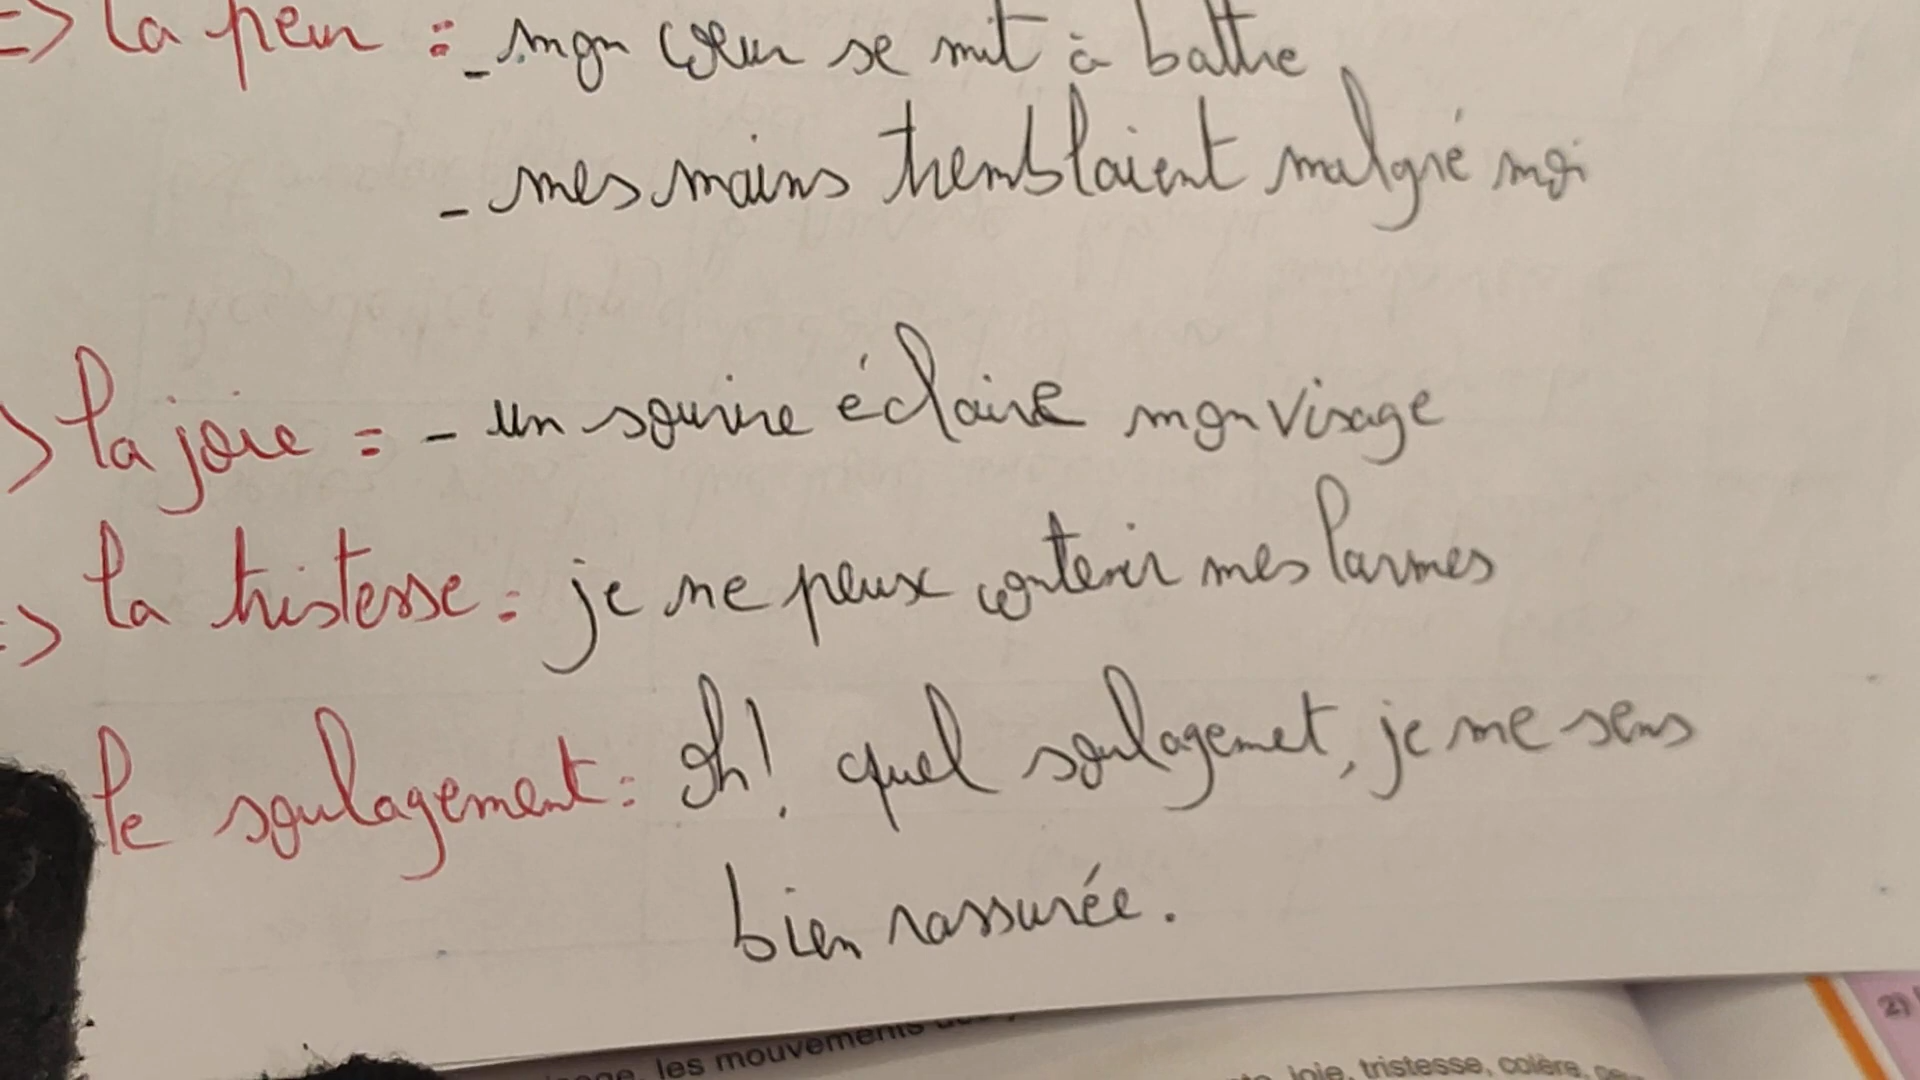 => la peur : - mon cœur se mit à battre
- mes mains tremblaient malgré moi
> la joie = - un sourire éclaire mon visage
=> la tristesse = je ne peux contenir mes larmes
le soulagement : Oh! quel soulagemet, je me sens
bien rassurée.
les mouvements
2)
joie, tristesse, colère,